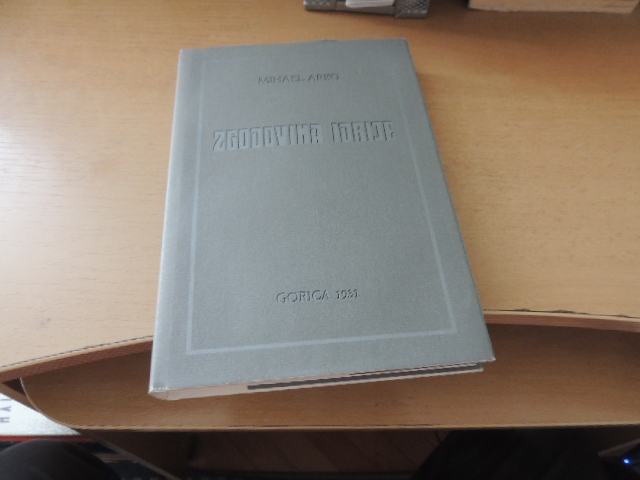 MIHAEL ARKO
ZGODOVINA IDRIJE
GORICA 1931